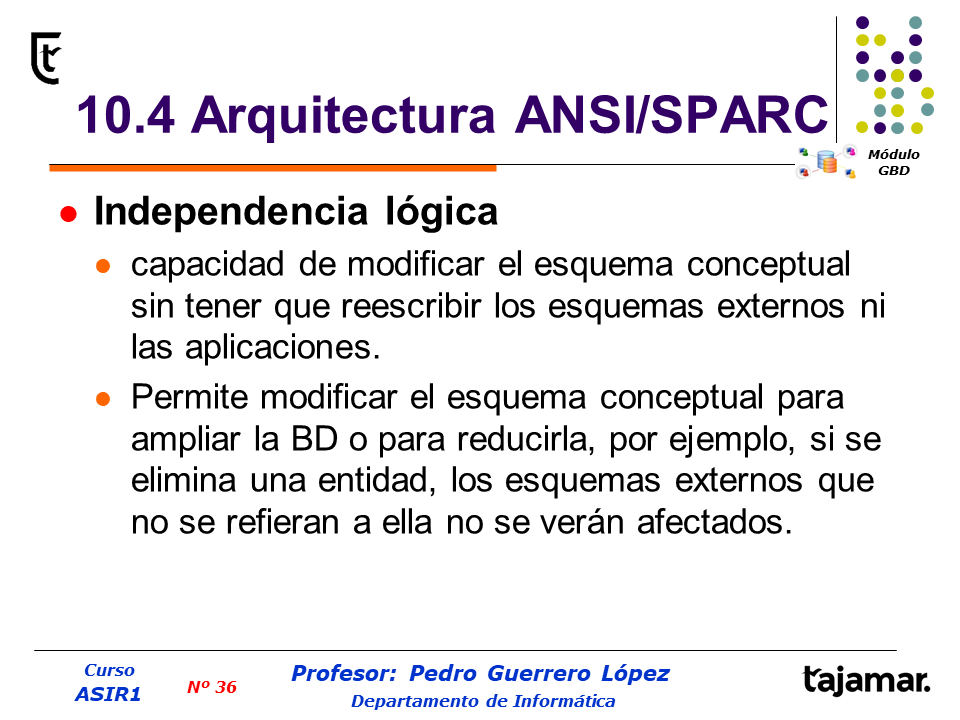 10.4 Arquitectura ANSI/SPARC
Módulo
GBD
Independencia lógica
capacidad de modificar el esquema conceptual
sin tener que reescribir los esquemas externos ni
las aplicaciones.
Permite modificar el esquema conceptual para
ampliar la BD o para reducirla, por ejemplo, si se
elimina una entidad, los esquemas externos que
no se refieran a ella no se verán afectados.
Curso
ASIR1
Nº 36
Profesor: Pedro Guerrero López
Departamento de Informática
tajamar.